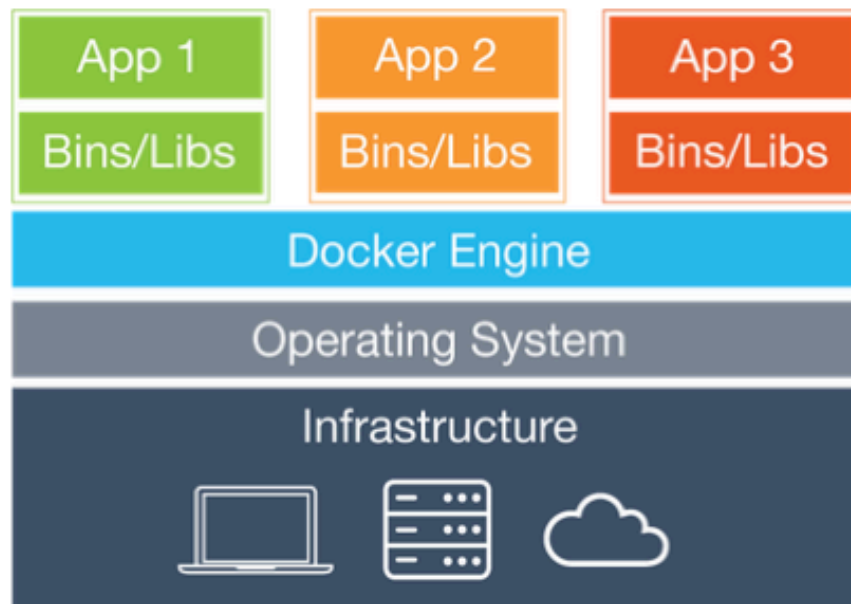 App 1
App 2
App 3
Bins/Libs
Bins/Libs
Bins/Libs
Docker Engine
Operating System
Infrastructure